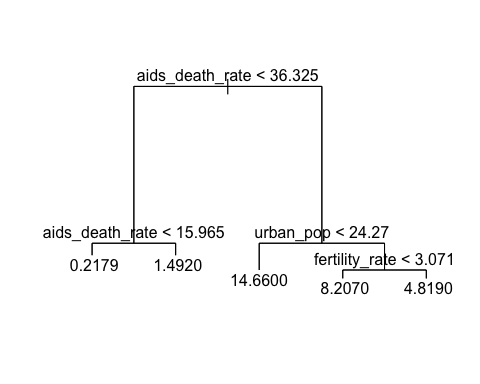 aids_death_rate < 36.325
aids_death_rate < 15.965
urban_pop < 24.27
fertility_rate < 3.071
0.2179
1.4920
14.6600
8.2070
4.8190